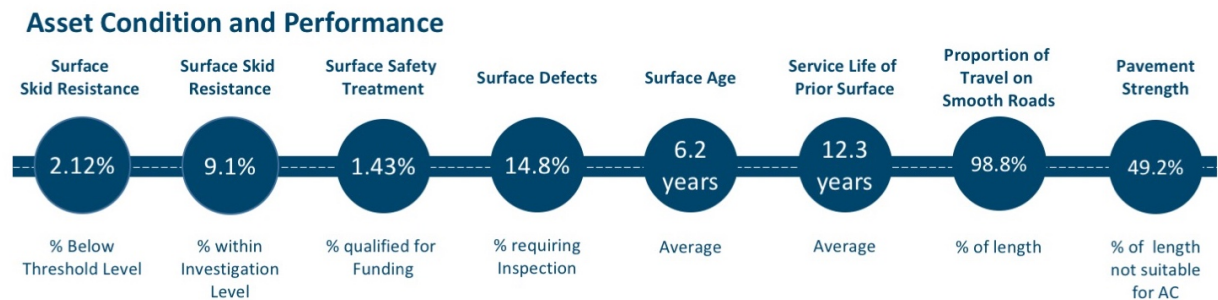 Asset Condition and Performance
Surface
Skid Resistance
Surface Skid
Resistance
Surface Safety
Treatment
Surface Defects
Surface Age
Service Life of
Prior Surface
Proportion of
Travel on
Smooth Roads
Pavement
Strength
2.12%
9.1%
1.43%
14.8%
6.2
years
12.3
years
98.8%
49.2%
% Below
Threshold Level
% within
Investigation
Level
% qualified for
Funding
% requiring
Inspection
Average
Average
% of length
% of length
not suitable
for AC